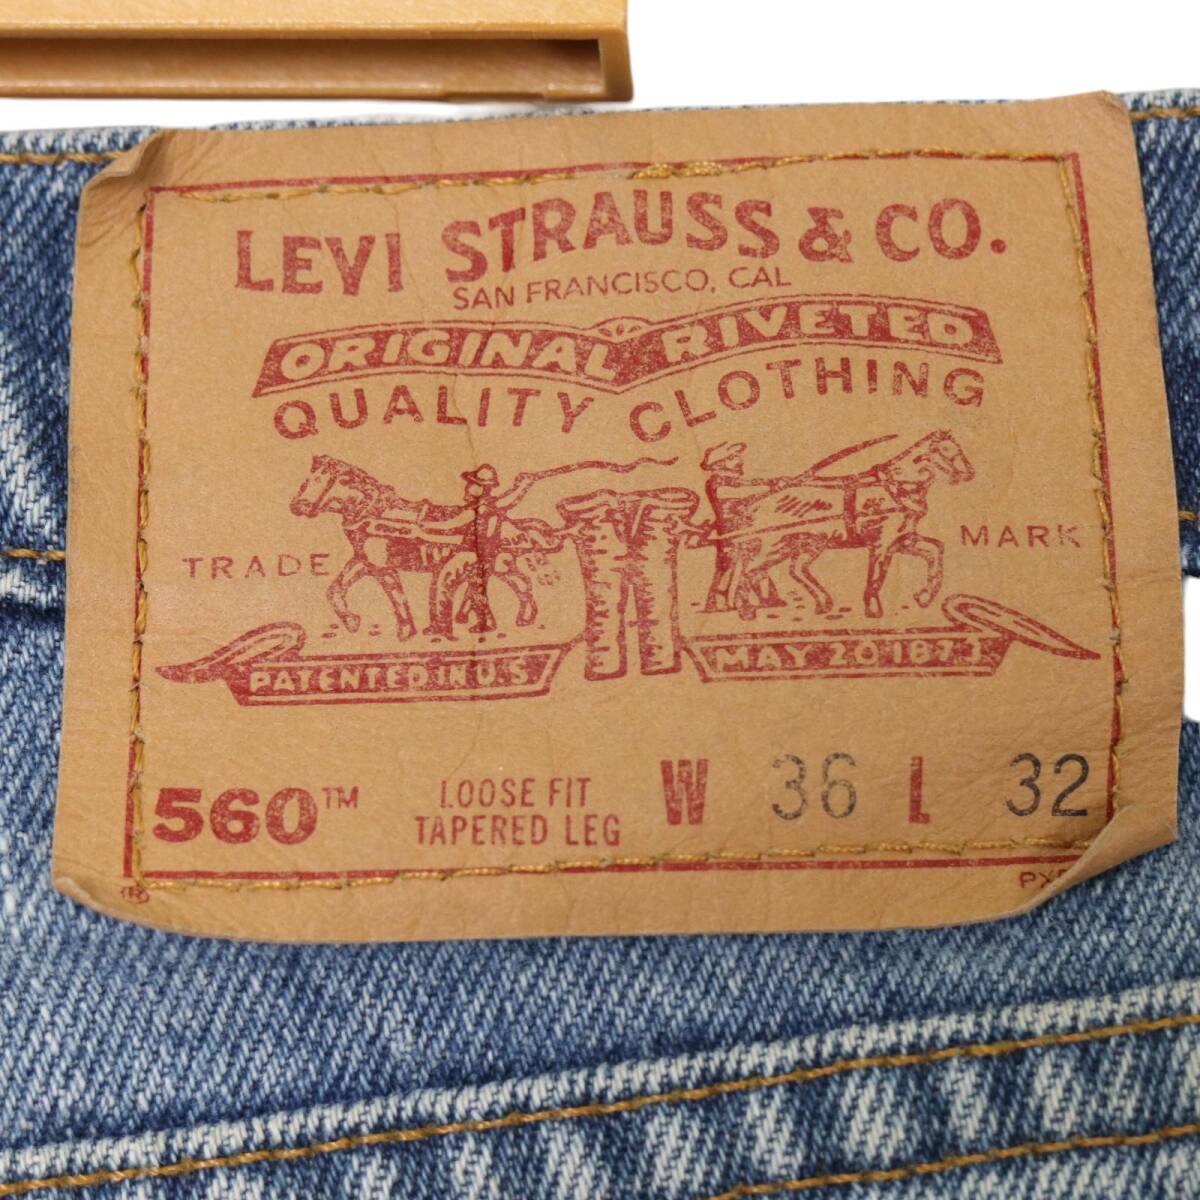 LEVI STRAUSS & CO.
SAN FRANCISCO, CAL
ORIGINAL RIVETED
QUALITY CLOTHING
TRADE MARK
PATENTED IN U.S. MAY 20 1873
560™ LOOSE FIT W 36 L 32
TAPERED LEG
®